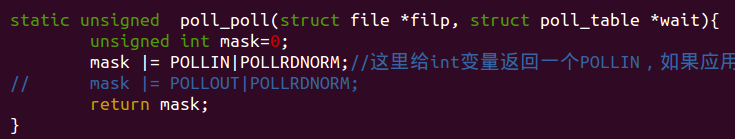 static unsigned  poll_poll(struct file *filp, struct poll_table *wait){
        unsigned int mask=0;
        mask |= POLLIN|POLLRDNORM;//这里给int变量返回一个POLLIN，如果应用
//      mask |= POLLOUT|POLLRDNORM;
        return mask;
}